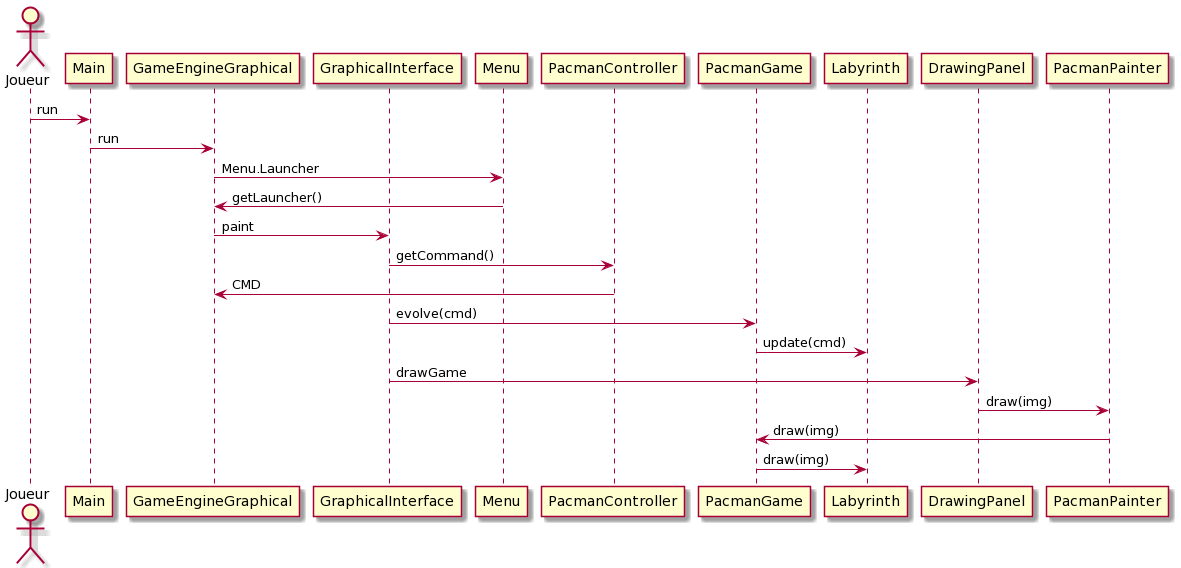 Joueur
Main GameEngineGraphical GraphicalInterface Menu PacmanController PacmanGame Labyrinth DrawingPanel PacmanPainter
run
run
Menu.Launcher
getLauncher()
paint
getCommand()
CMD
evolve(cmd)
update(cmd)
drawGame
draw(img)
draw(img)
draw(img)
Joueur
Main GameEngineGraphical GraphicalInterface Menu PacmanController PacmanGame Labyrinth DrawingPanel PacmanPainter